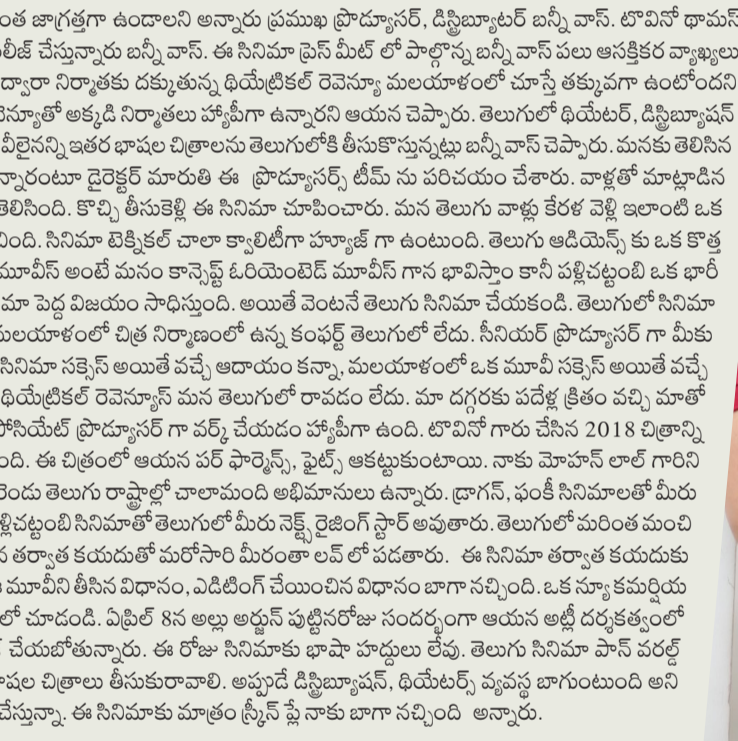 ంత జాగ్రత్తగా ఉండాలని అన్నారు ప్రముఖ ప్రొడ్యూసర్, డిస్ట్రిబ్యూటర్ బన్నీ వాస్. టొవినో థామస్
లీజ్ చేస్తున్నారు బన్నీ వాస్. ఈ సినిమా ప్రెస్ మీట్ లో పాల్గొన్న బన్నీ వాస్ పలు ఆసక్తికర వ్యాఖ్యలు
ద్వారా నిర్మాతకు దక్కుతున్న థియేట్రికల్ రెవెన్యూ మలయాళంలో చూస్తే తక్కువగా ఉంటోందని
వెన్యూతో అక్కడి నిర్మాతలు హ్యాపీగా ఉన్నారని ఆయన చెప్పారు. తెలుగులో థియేటర్, డిస్ట్రిబ్యూషన్
వీలైనన్ని ఇతర భాషల చిత్రాలను తెలుగులోకి తీసుకొస్తున్నట్లు బన్నీ వాస్ చెప్పారు. మనకు తెలిసిన
న్నారంటూ డైరెక్టర్ మారుతి ఈ ప్రొడ్యూసర్స్ టీమ్ ను పరిచయం చేశారు. వాళ్లతో మాట్లాడిన
తెలిసింది. కొచ్చి తీసుకెళ్లి ఈ సినిమా చూపించారు. మన తెలుగు వాళ్లు కేరళ వెళ్లి ఇలాంటి ఒక
ంది. సినిమా టెక్నికల్ చాలా క్వాలిటీగా హ్యూజ్ గా ఉంటుంది. తెలుగు ఆడియెన్స్ కు ఒక కొత్త
మూవీస్ అంటే మనం కాన్సెప్ట్ ఓరియెంటెడ్ మూవీస్ గాన భావిస్తాం కానీ పళ్లిచట్టంబి ఒక భారీ
మా పెద్ద విజయం సాధిస్తుంది. అయితే వెంటనే తెలుగు సినిమా చేయకండి. తెలుగులో సినిమా
మలయాళంలో చిత్ర నిర్మాణంలో ఉన్న కంఫర్ట్ తెలుగులో లేదు. సీనియర్ ప్రొడ్యూసర్ గా మీకు
సినిమా సక్సెస్ అయితే వచ్చే ఆదాయం కన్నా, మలయాళంలో ఒక మూవీ సక్సెస్ అయితే వచ్చే
థియేట్రికల్ రెవెన్యూస్ మన తెలుగులో రావడం లేదు. మా దగ్గరకు పదేళ్ల క్రితం వచ్చి మాతో
సోసియేట్ ప్రొడ్యూసర్ గా వర్క్ చేయడం హ్యాపీగా ఉంది. టొవినో గారు చేసిన 2018 చిత్రాన్ని
ంది. ఈ చిత్రంలో ఆయన పర్ ఫార్మెన్స్, ఫైట్స్ ఆకట్టుకుంటాయి. నాకు మోహన్ లాల్ గారిని
రెండు తెలుగు రాష్ట్రాల్లో చాలామంది అభిమానులు ఉన్నారు. డ్రాగన్, ఫంకీ సినిమాలతో మీరు
ళ్లిచట్టంబి సినిమాతో తెలుగులో మీరు నెక్ట్స్ రైజింగ్ స్టార్ అవుతారు. తెలుగులో మరింత మంచి
న తర్వాత కయదుతో మరోసారి మీరంతా లవ్ లో పడతారు. ఈ సినిమా తర్వాత కయదుకు
మూవీని తీసిన విధానం, ఎడిటింగ్ చేయించిన విధానం బాగా నచ్చింది. ఒక న్యూ కమర్షియ
లో చూడండి. ఏప్రిల్ 8న అల్లు అర్జున్ పుట్టినరోజు సందర్భంగా ఆయన అట్లీ దర్శకత్వంలో
చేయబోతున్నారు. ఈ రోజు సినిమాకు భాషా హద్దులు లేవు. తెలుగు సినిమా పాన్ వరల్డ్
ాషల చిత్రాలు తీసుకురావాలి. అప్పుడే డిస్ట్రిబ్యూషన్, థియేటర్స్ వ్యవస్థ బాగుంటుంది అని
చేస్తున్నా. ఈ సినిమాకు మాత్రం స్క్రీన్ ప్లే నాకు బాగా నచ్చింది అన్నారు.